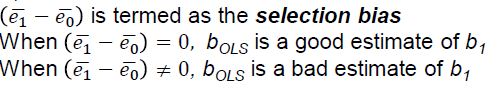 (ē₁ − ē₀) is termed as the selection bias
When (ē₁ − ē₀) = 0, b_OLS is a good estimate of b₁
When (ē₁ − ē₀) ≠ 0, b_OLS is a bad estimate of b₁